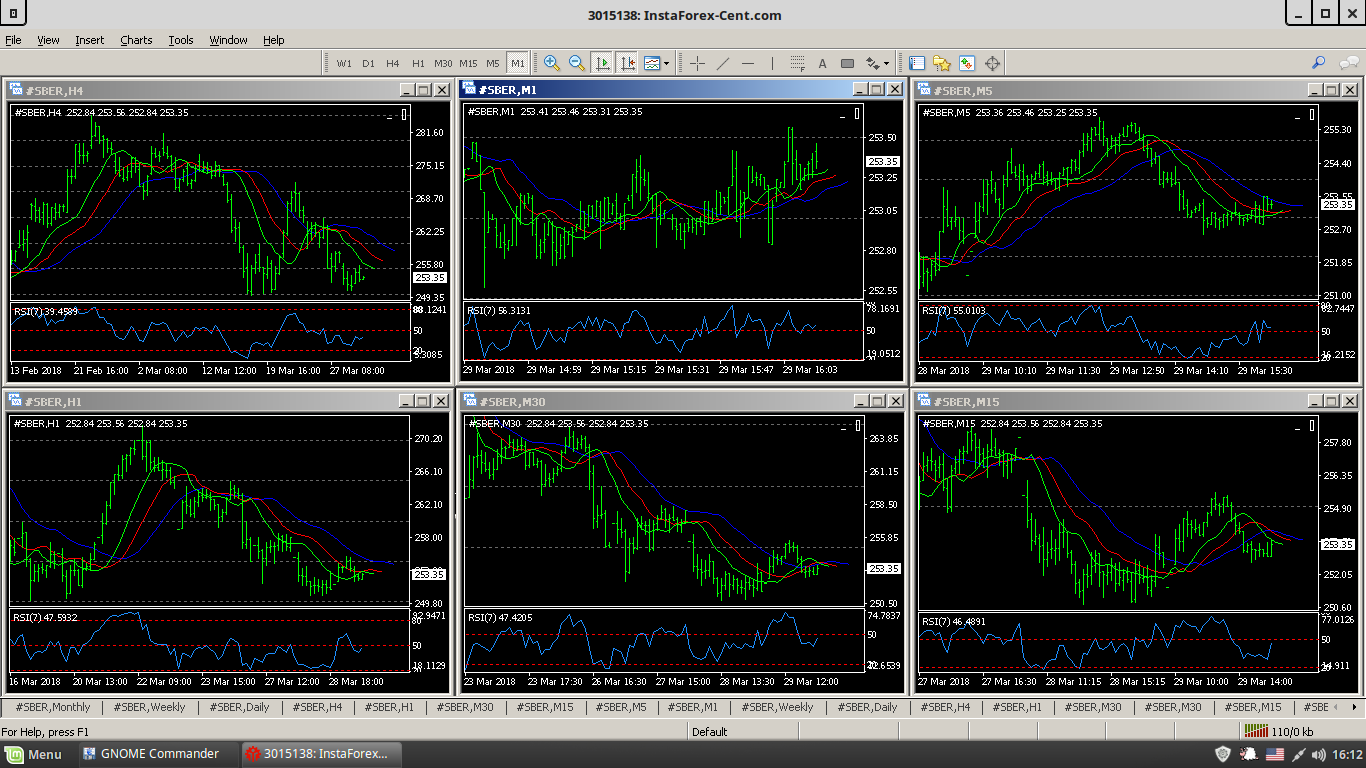 3015138: InstaForex-Cent.com
File View Insert Charts Tools Window Help
W1 D1 H4 H1 M30 M15 M5 M1
#SBER,H4
#SBER,H4 252.84 253.56 252.84 253.35
281.60
275.15
268.70
262.25
255.80
253.35
249.35
RSI(7) 39.4589
50
13 Feb 2018 21 Feb 16:00 2 Mar 08:00 12 Mar 12:00 19 Mar 16:00 27 Mar 08:00
#SBER,M1
#SBER,M1 253.41 253.46 253.31 253.35
253.50
253.35
253.25
253.05
252.80
252.55
RSI(7) 56.3131
78.1691
50
19.0512
29 Mar 2018 29 Mar 14:59 29 Mar 15:15 29 Mar 15:31 29 Mar 15:47 29 Mar 16:03
#SBER,M5
#SBER,M5 253.36 253.46 253.25 253.35
255.30
254.40
253.35
252.70
251.85
251.00
RSI(7) 55.0103
82.7447
50
16.2152
28 Mar 2018 29 Mar 10:10 29 Mar 11:30 29 Mar 12:50 29 Mar 14:10 29 Mar 15:30
#SBER,H1
#SBER,H1 252.84 253.56 252.84 253.35
270.20
266.10
262.10
258.00
253.35
249.80
RSI(7) 47.5932
92.9471
80
50
18.1129
16 Mar 2018 20 Mar 13:00 22 Mar 09:00 23 Mar 15:00 27 Mar 12:00 28 Mar 18:00
#SBER,M30
#SBER,M30 252.84 253.56 252.84 253.35
263.85
261.15
258.50
255.85
253.35
250.50
RSI(7) 47.4205
74.7837
50
23 Mar 2018 23 Mar 17:30 26 Mar 16:30 27 Mar 15:00 28 Mar 13:30 29 Mar 12:00
#SBER,M15
#SBER,M15 252.84 253.56 252.84 253.35
257.80
256.35
254.90
253.35
252.05
250.60
RSI(7) 46.4891
77.0126
50
27 Mar 2018 27 Mar 16:30 28 Mar 11:15 28 Mar 15:15 29 Mar 10:00 29 Mar 14:00
#SBER,Monthly #SBER,Weekly #SBER,Daily #SBER,H4 #SBER,H1 #SBER,M30 #SBER,M15 #SBER,M5 #SBER,M1 #SBER,Weekly #SBER,Daily #SBER,H4 #SBER,H1 #SBER,M30 #SBER,M30 #SBER,M15 #SBE
For Help, press F1 Default 110/0 kb
Menu GNOME Commander 3015138: InstaForex... 16:12